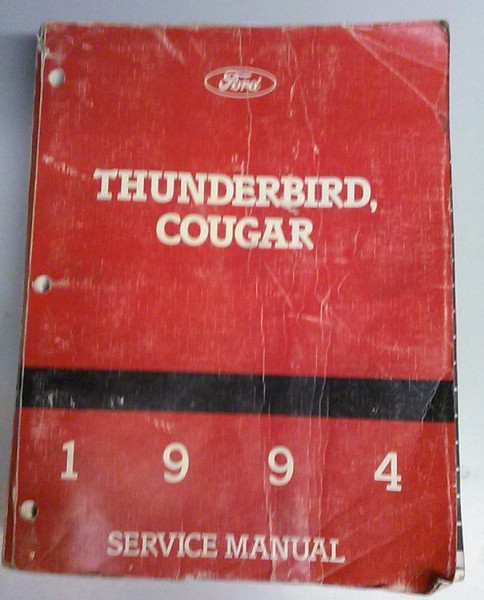 Ford
THUNDERBIRD,
COUGAR
1 9 9 4
SERVICE MANUAL